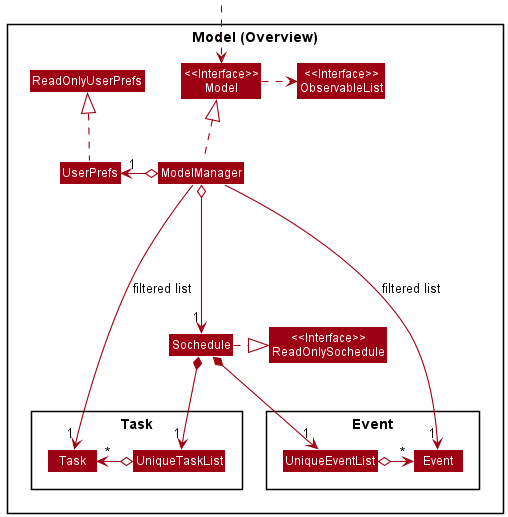 Model (Overview)
ReadOnlyUserPrefs
<<Interface>>
Model
<<Interface>>
ObservableList
UserPrefs
1
ModelManager
filtered list
filtered list
1
Sochedule
<<Interface>>
ReadOnlySochedule
Task
Event
1
1
1
1
Task
*
UniqueTaskList
UniqueEventList
*
Event